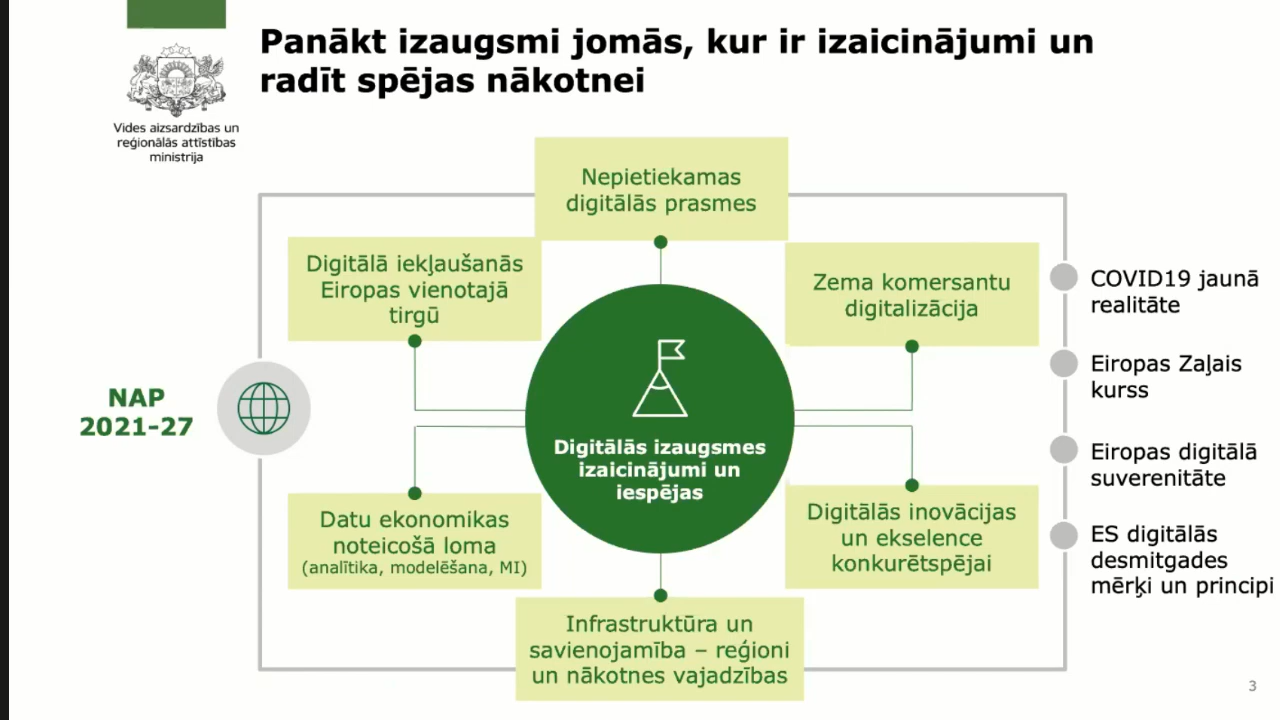 Panākt izaugsmi jomās, kur ir izaicinājumi un
radīt spējas nākotnei
Vides aizsardzības un
reģionālās attīstības
ministrija
Nepietiekamas
digitālās prasmes
Digitālā iekļaušanās
Eiropas vienotajā
tirgū
Zema komersantu
digitalizācija
COVID19 jaunā
realitāte
Eiropas Zaļais
kurss
NAP
2021-27
Digitālās izaugsmes
izaicinājumi un
iespējas
Eiropas digitālā
suverenitāte
Datu ekonomikas
noteicošā loma
(analītika, modelēšana, MI)
Digitālās inovācijas
un ekselence
konkurētspējai
ES digitālās
desmitgades
mērķi un principi
Infrastruktūra un
savienojamība – reģioni
un nākotnes vajadzības
3